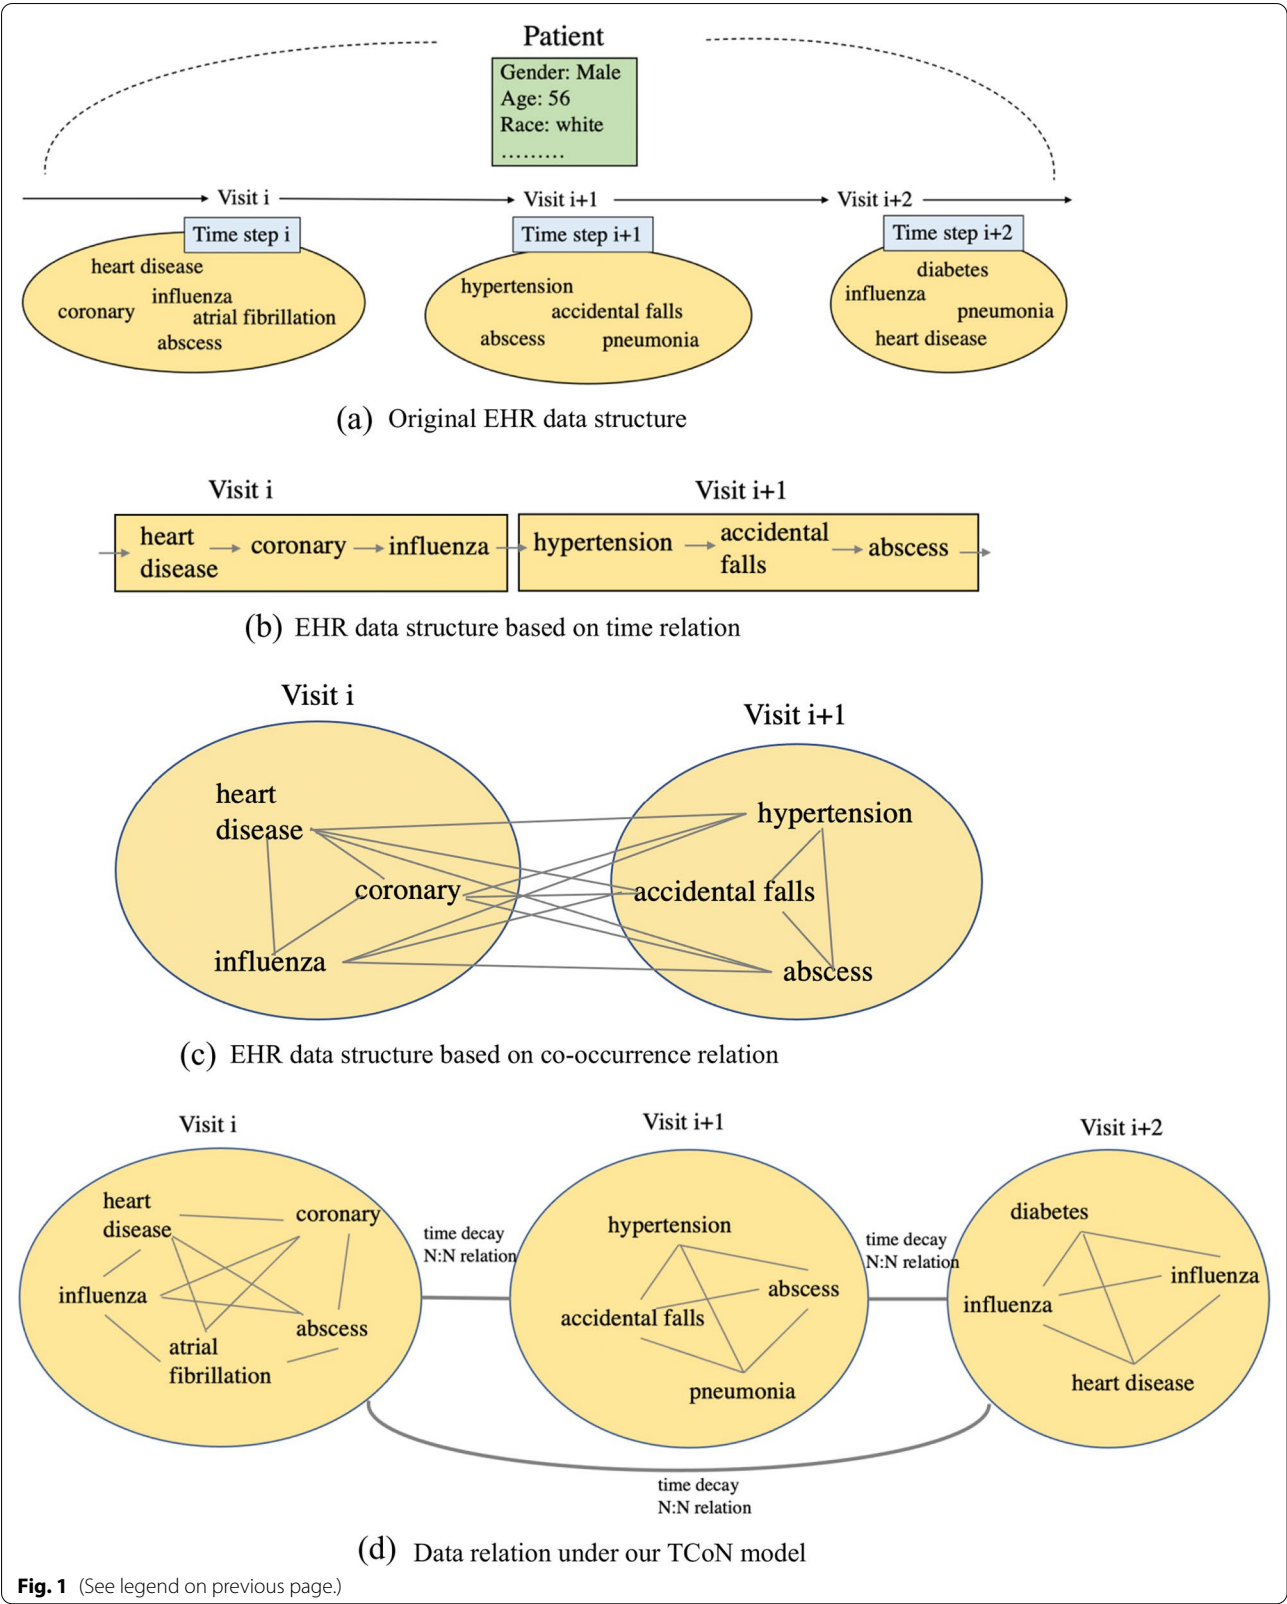 Patient
Gender: Male
Age: 56
Race: white
.........
Visit i
Visit i+1
Visit i+2
Time step i
Time step i+1
Time step i+2
heart disease
influenza
coronary
atrial fibrillation
abscess
hypertension
accidental falls
abscess
pneumonia
diabetes
influenza
pneumonia
heart disease
(a) Original EHR data structure
Visit i
Visit i+1
heart
disease
coronary
influenza
hypertension
accidental
falls
abscess
(b) EHR data structure based on time relation
Visit i
Visit i+1
heart
disease
coronary
influenza
hypertension
accidental falls
abscess
(c) EHR data structure based on co-occurrence relation
Visit i
Visit i+1
Visit i+2
heart
disease
coronary
influenza
abscess
atrial
fibrillation
time decay
N:N relation
hypertension
abscess
accidental falls
pneumonia
time decay
N:N relation
diabetes
influenza
influenza
heart disease
time decay
N:N relation
(d) Data relation under our TCoN model
Fig. 1 (See legend on previous page.)